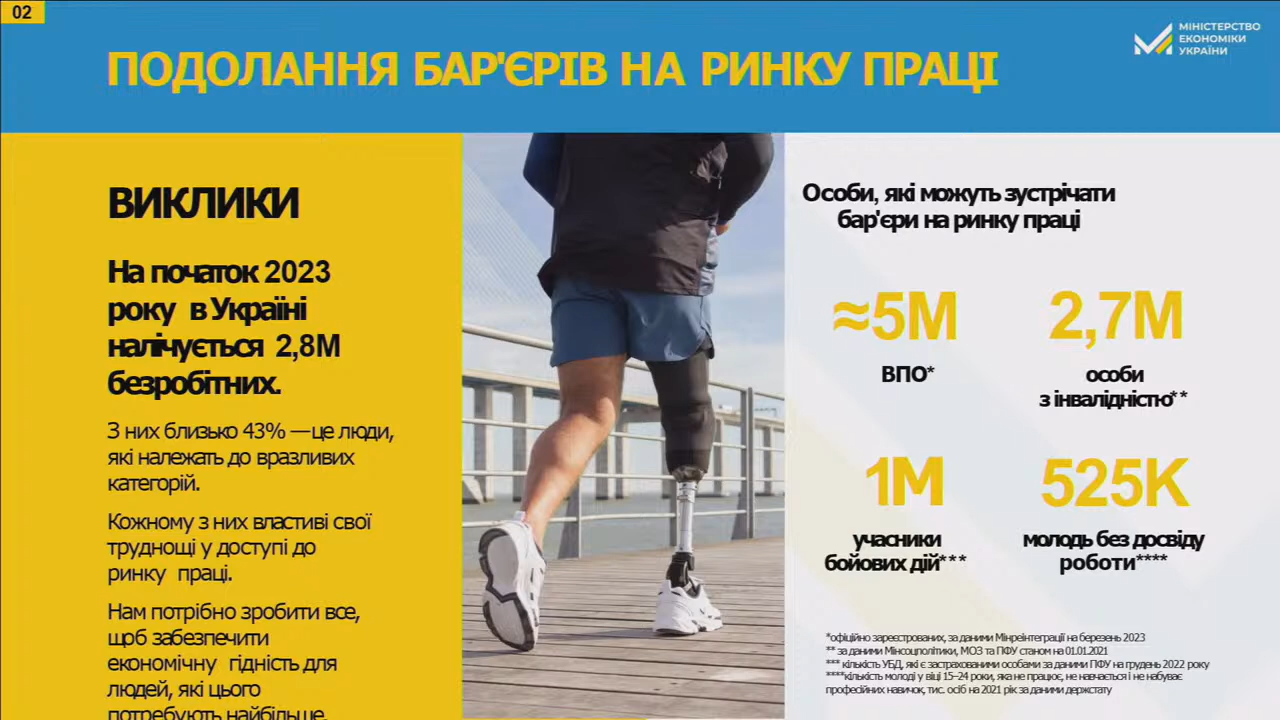 02
МІНІСТЕРСТВО
ЕКОНОМІКИ
УКРАЇНИ
ПОДОЛАННЯ БАР'ЄРІВ НА РИНКУ ПРАЦІ
ВИКЛИКИ
На початок 2023
року в Україні
налічується 2,8М
безробітних.
З них близько 43% —це люди,
які належать до вразливих
категорій.
Кожному з них властиві свої
труднощі у доступі до
ринку праці.
Нам потрібно зробити все,
щоб забезпечити
економічну гідність для
людей, які цього
потребують найбільше.
Особи, які можуть зустрічати
бар'єри на ринку праці
≈5М
ВПО*
2,7М
особи
з інвалідністю**
1М
учасники
бойових дій***
525К
молодь без досвіду
роботи****
*офіційно зареєстрованих, за даними Мінреінтеграції на березень 2023
** за даними Мінсоцполітики, МОЗ та ПФУ станом на 01.01.2021
*** кількість УБД, які є застрахованими особами за даними ПФУ на грудень 2022 року
****кількість молоді у віці 15–24 роки, яка не працює, не навчається і не набуває
професійних навичок, тис. осіб на 2021 рік за даними держстату